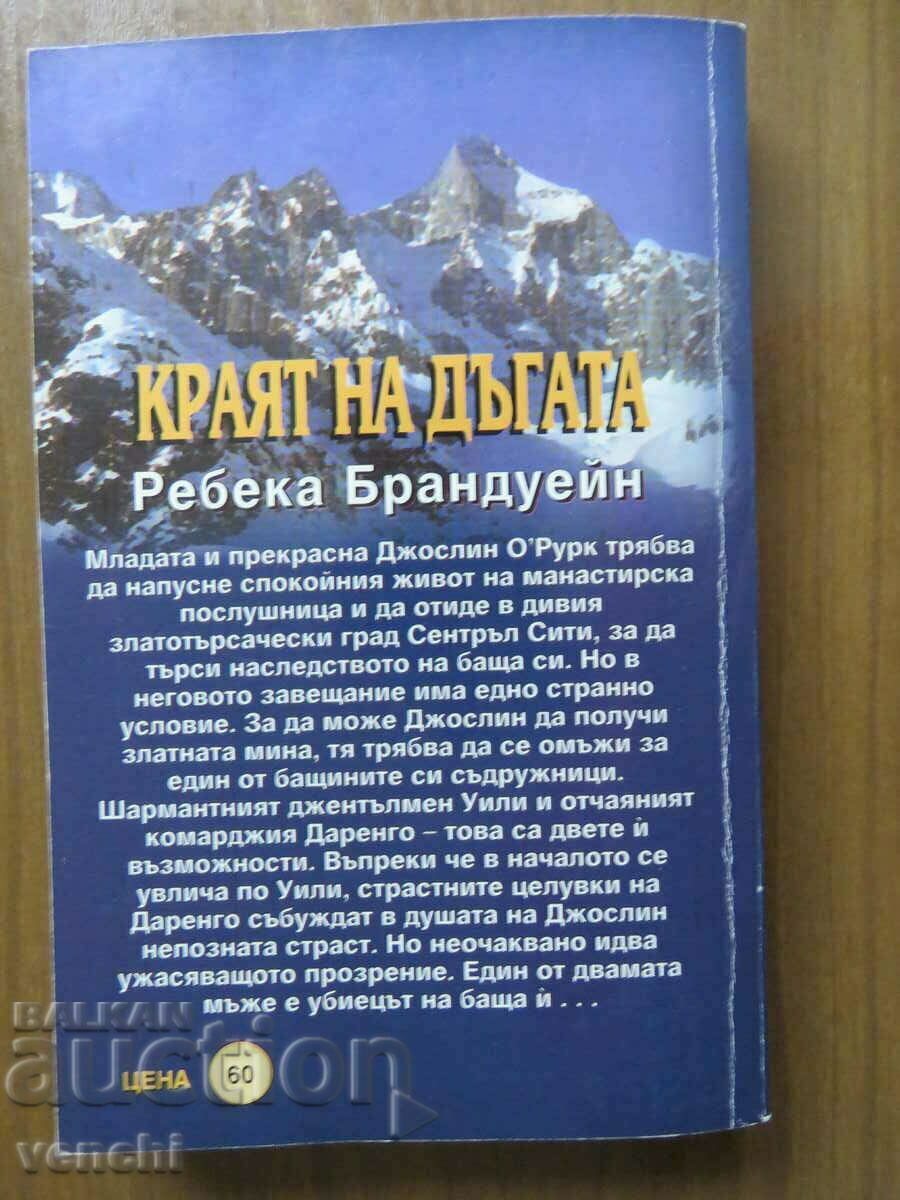 КРАЯТ НА ДЪГАТА
Ребека Брандуейн
Младата и прекрасна Джослин О'Рурк трябва
да напусне спокойния живот на манастирска
послушница и да отиде в дивия
златотърсачески град Сентръл Сити, за да
търси наследството на баща си. Но в
неговото завещание има едно странно
условие. За да може Джослин да получи
златната мина, тя трябва да се омъжи за
един от бащините си съдружници.
Шармантният джентълмен Уили и отчаяният
комарджия Даренго – това са двете ѝ
възможности. Въпреки че в началото се
увлича по Уили, страстните целувки на
Даренго събуждат в душата на Джослин
непозната страст. Но неочаквано идва
ужасяващото прозрение. Един от двамата
мъже е убиецът на баща ѝ . . .
BALKAN
auction
ЦЕНА 60
venchi